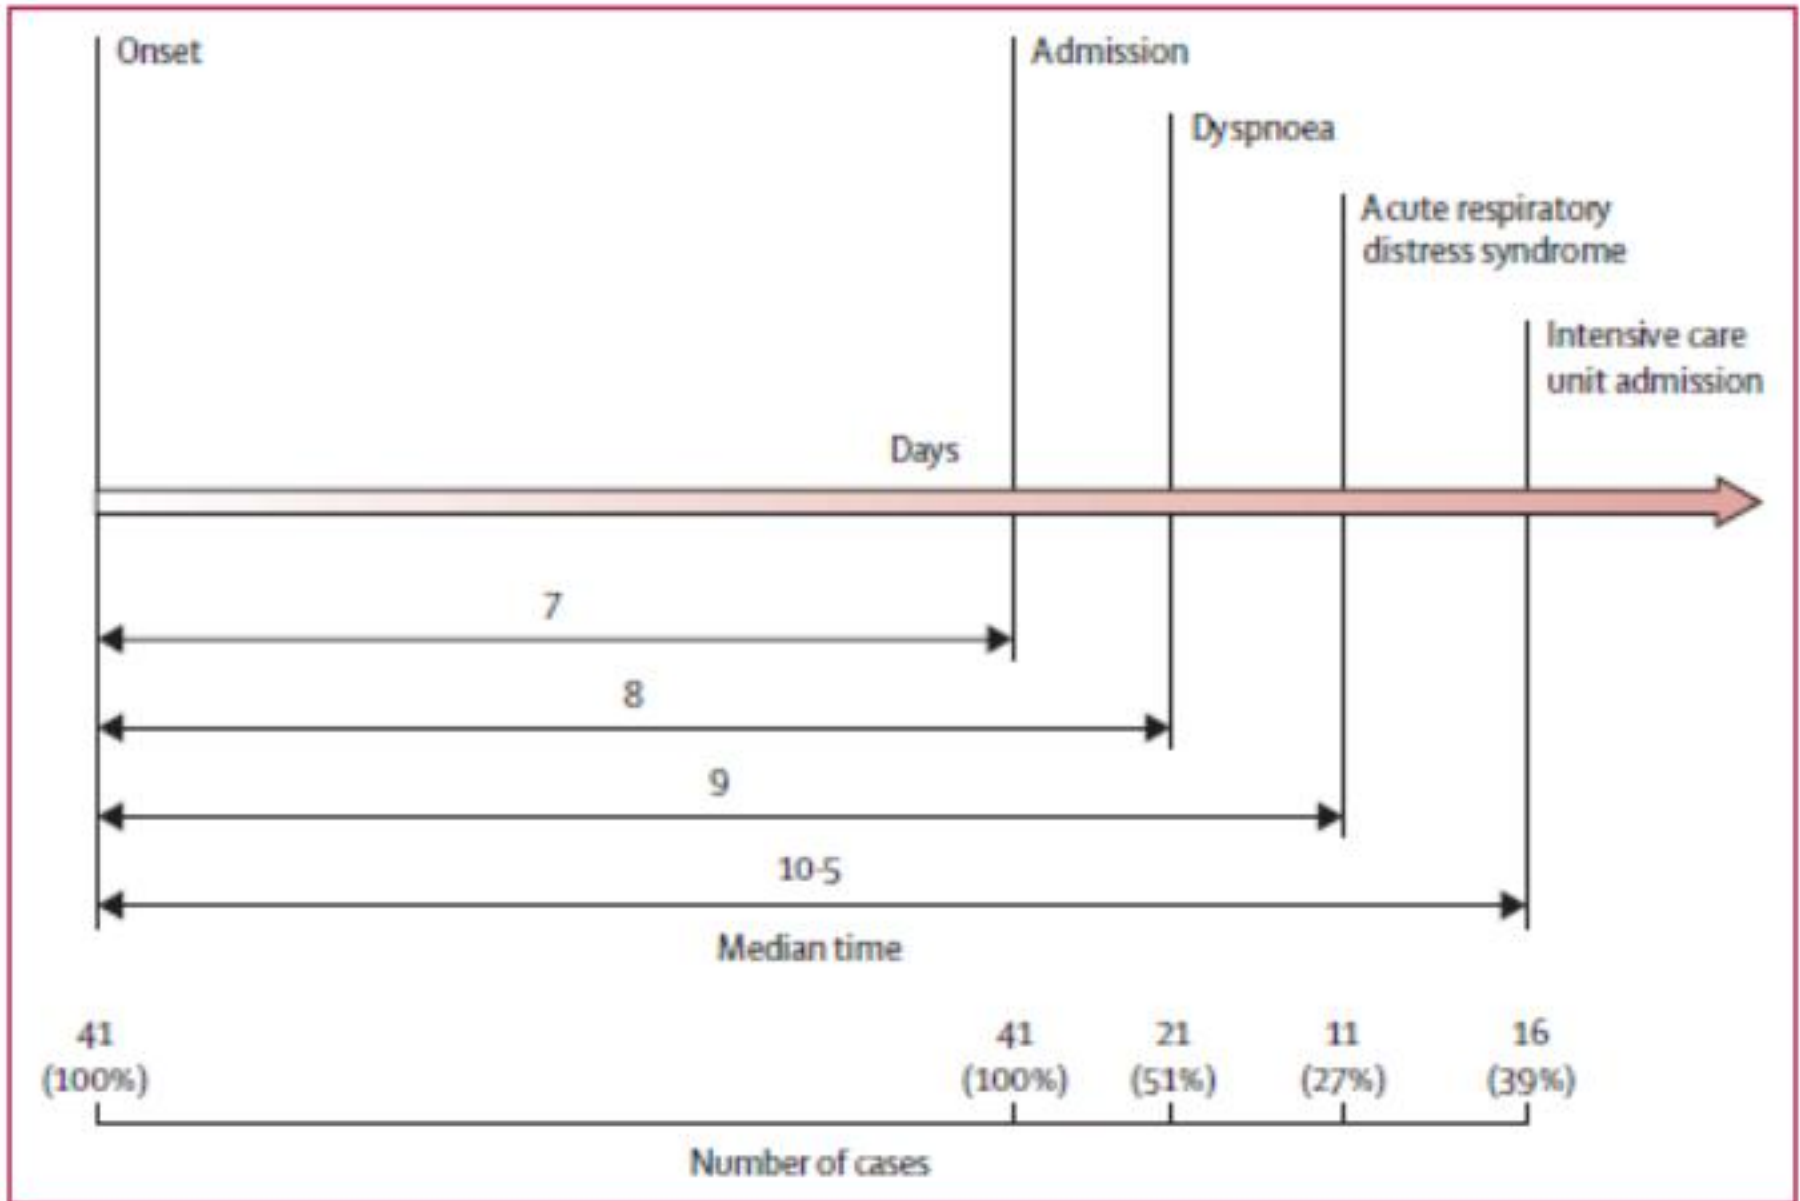 Onset
Admission
Dyspnoea
Acute respiratory
distress syndrome
Intensive care
unit admission
Days
7
8
9
10·5
Median time
41 41 21 11 16
(100%) (100%) (51%) (27%) (39%)
Number of cases